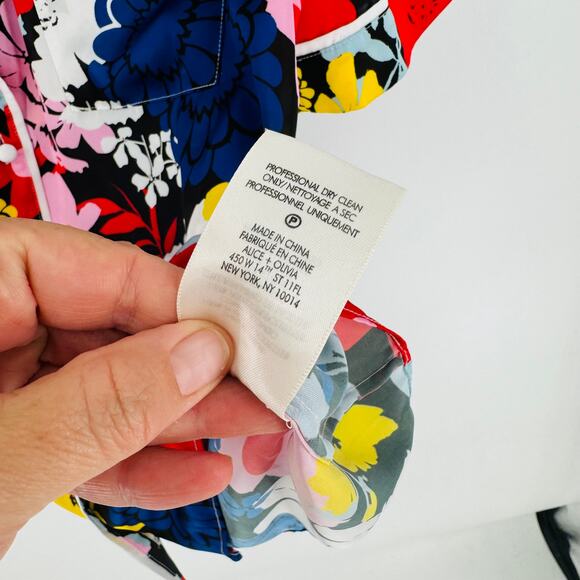 PROFESSIONAL DRY CLEAN
ONLY/ NETTOYAGE A SEC
PROFESSIONNEL UNIQUEMENT
P
MADE IN CHINA
FABRIQUÉ EN CHINE
ALICE + OLIVIA
450 W 14TH ST 11FL
NEW YORK, NY 10014